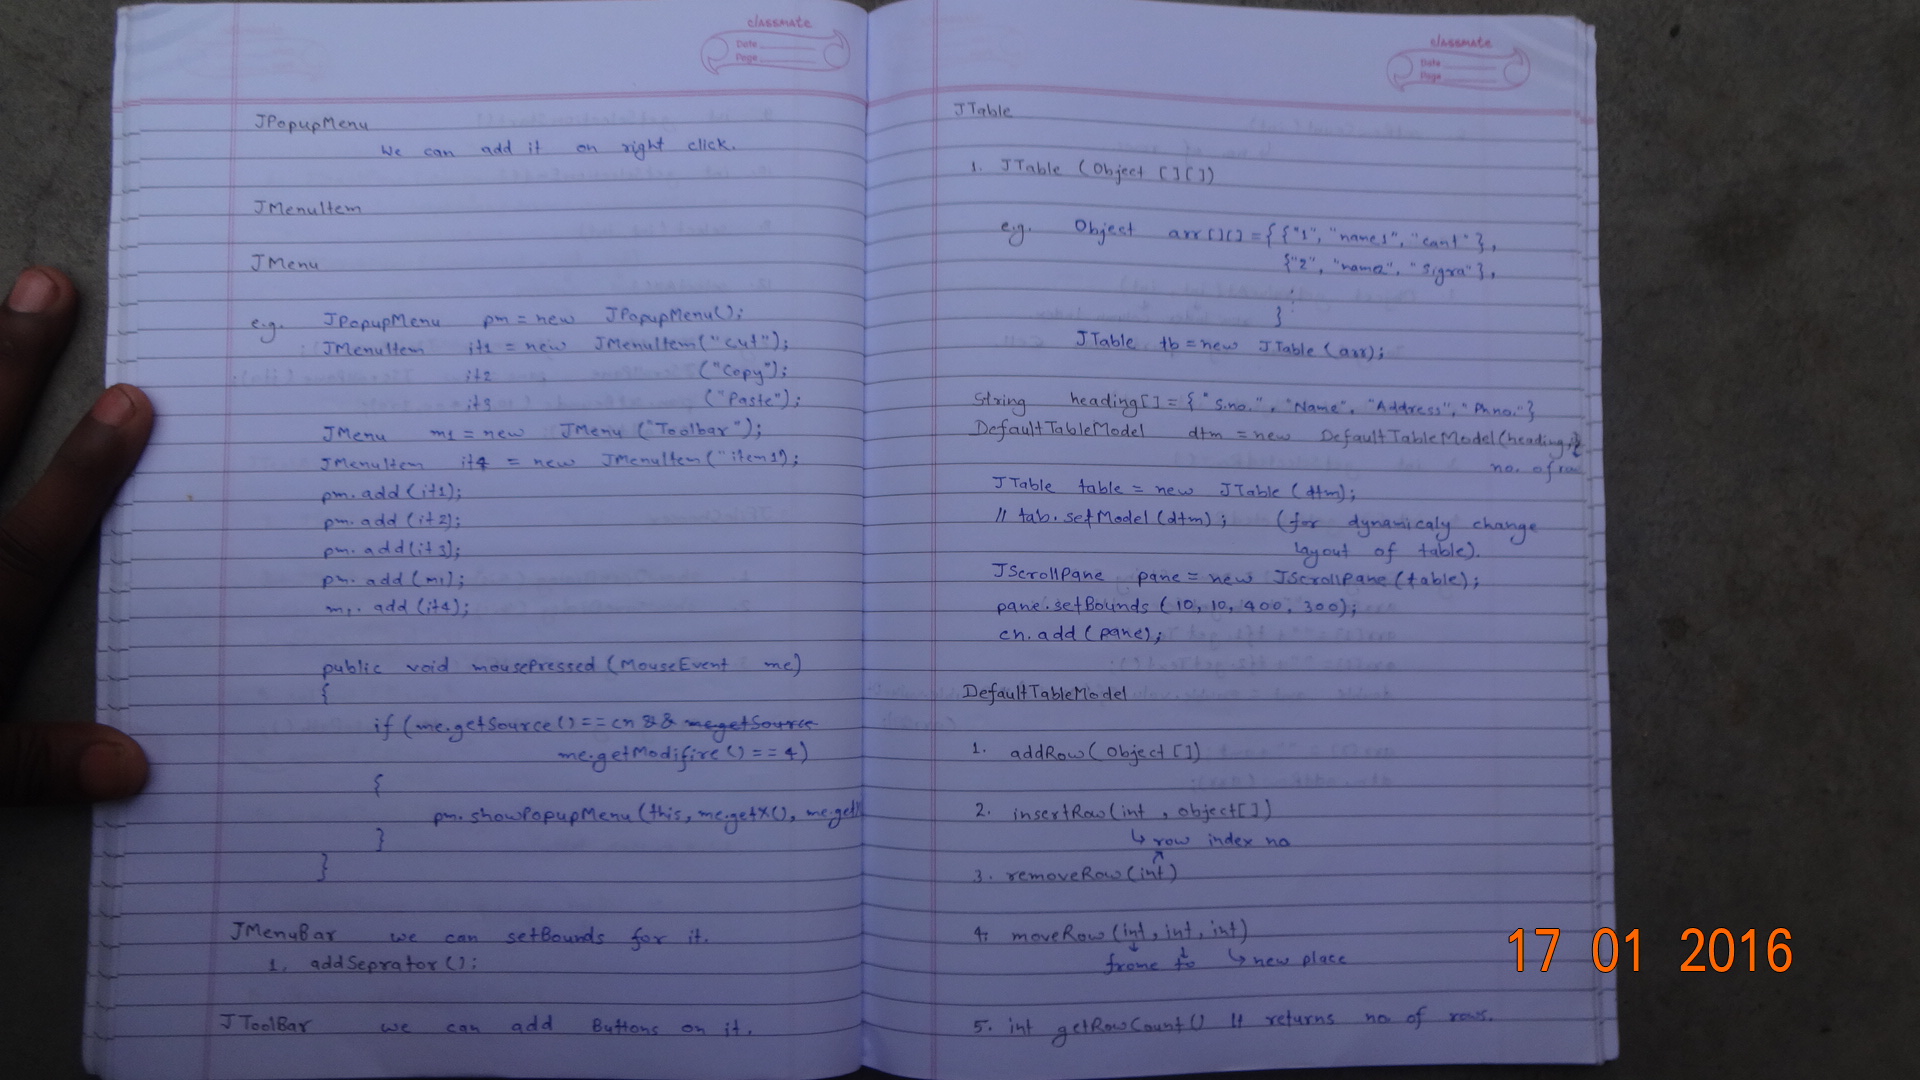 classmate
Date
Page
JPopupMenu
We can add it on right click.
JMenuItem
JMenu
e.g. JPopupMenu pm = new JPopupMenu();
JMenuItem it1 = new JMenuItem("cut");
it2 ("Copy");
it3 ("Paste");
JMenu m1 = new JMenu ("Toolbar");
JMenuItem it4 = new JMenuItem("item1");
pm.add(it1);
pm.add(it2);
pm.add(it3);
pm.add(m1);
m1.add(it4);
public void mousePressed(MouseEvent me)
{
if (me.getSource()==cn && me.getSource
me.getModifire()==4)
{
pm.showPopupMenu(this, me.getX(), me.get
}
}
JMenuBar we can setBounds for it.
1. addSeprator();
JToolBar we can add Buttons on it.
classmate
Date
Page
JTable
1. JTable (Object [][])
e.g. Object arr[][]={{"1", "name1", "cant"},
{"2", "name2", "Sigra"},
:
}
JTable tb=new JTable(arr);
String heading[]={"S.no.", "Name", "Address", "Ph.no."}
DefaultTableModel dtm = new DefaultTableModel(heading,
no. of row
JTable table = new JTable (dtm);
// tab.setModel(dtm); (for dynamicaly change
layout of table).
JScrollPane pane = new JScrollPane(table);
pane.setBounds (10, 10, 400, 300);
cn.add(pane);
DefaultTableModel
1. addRow(Object[])
2. insertRow(int, object[])
↳ row index no
3. removeRow(int)
4. moveRow(int, int, int)
frome to ↳ new place
5. int getRowCount() // returns no of rows.
17 01 2016